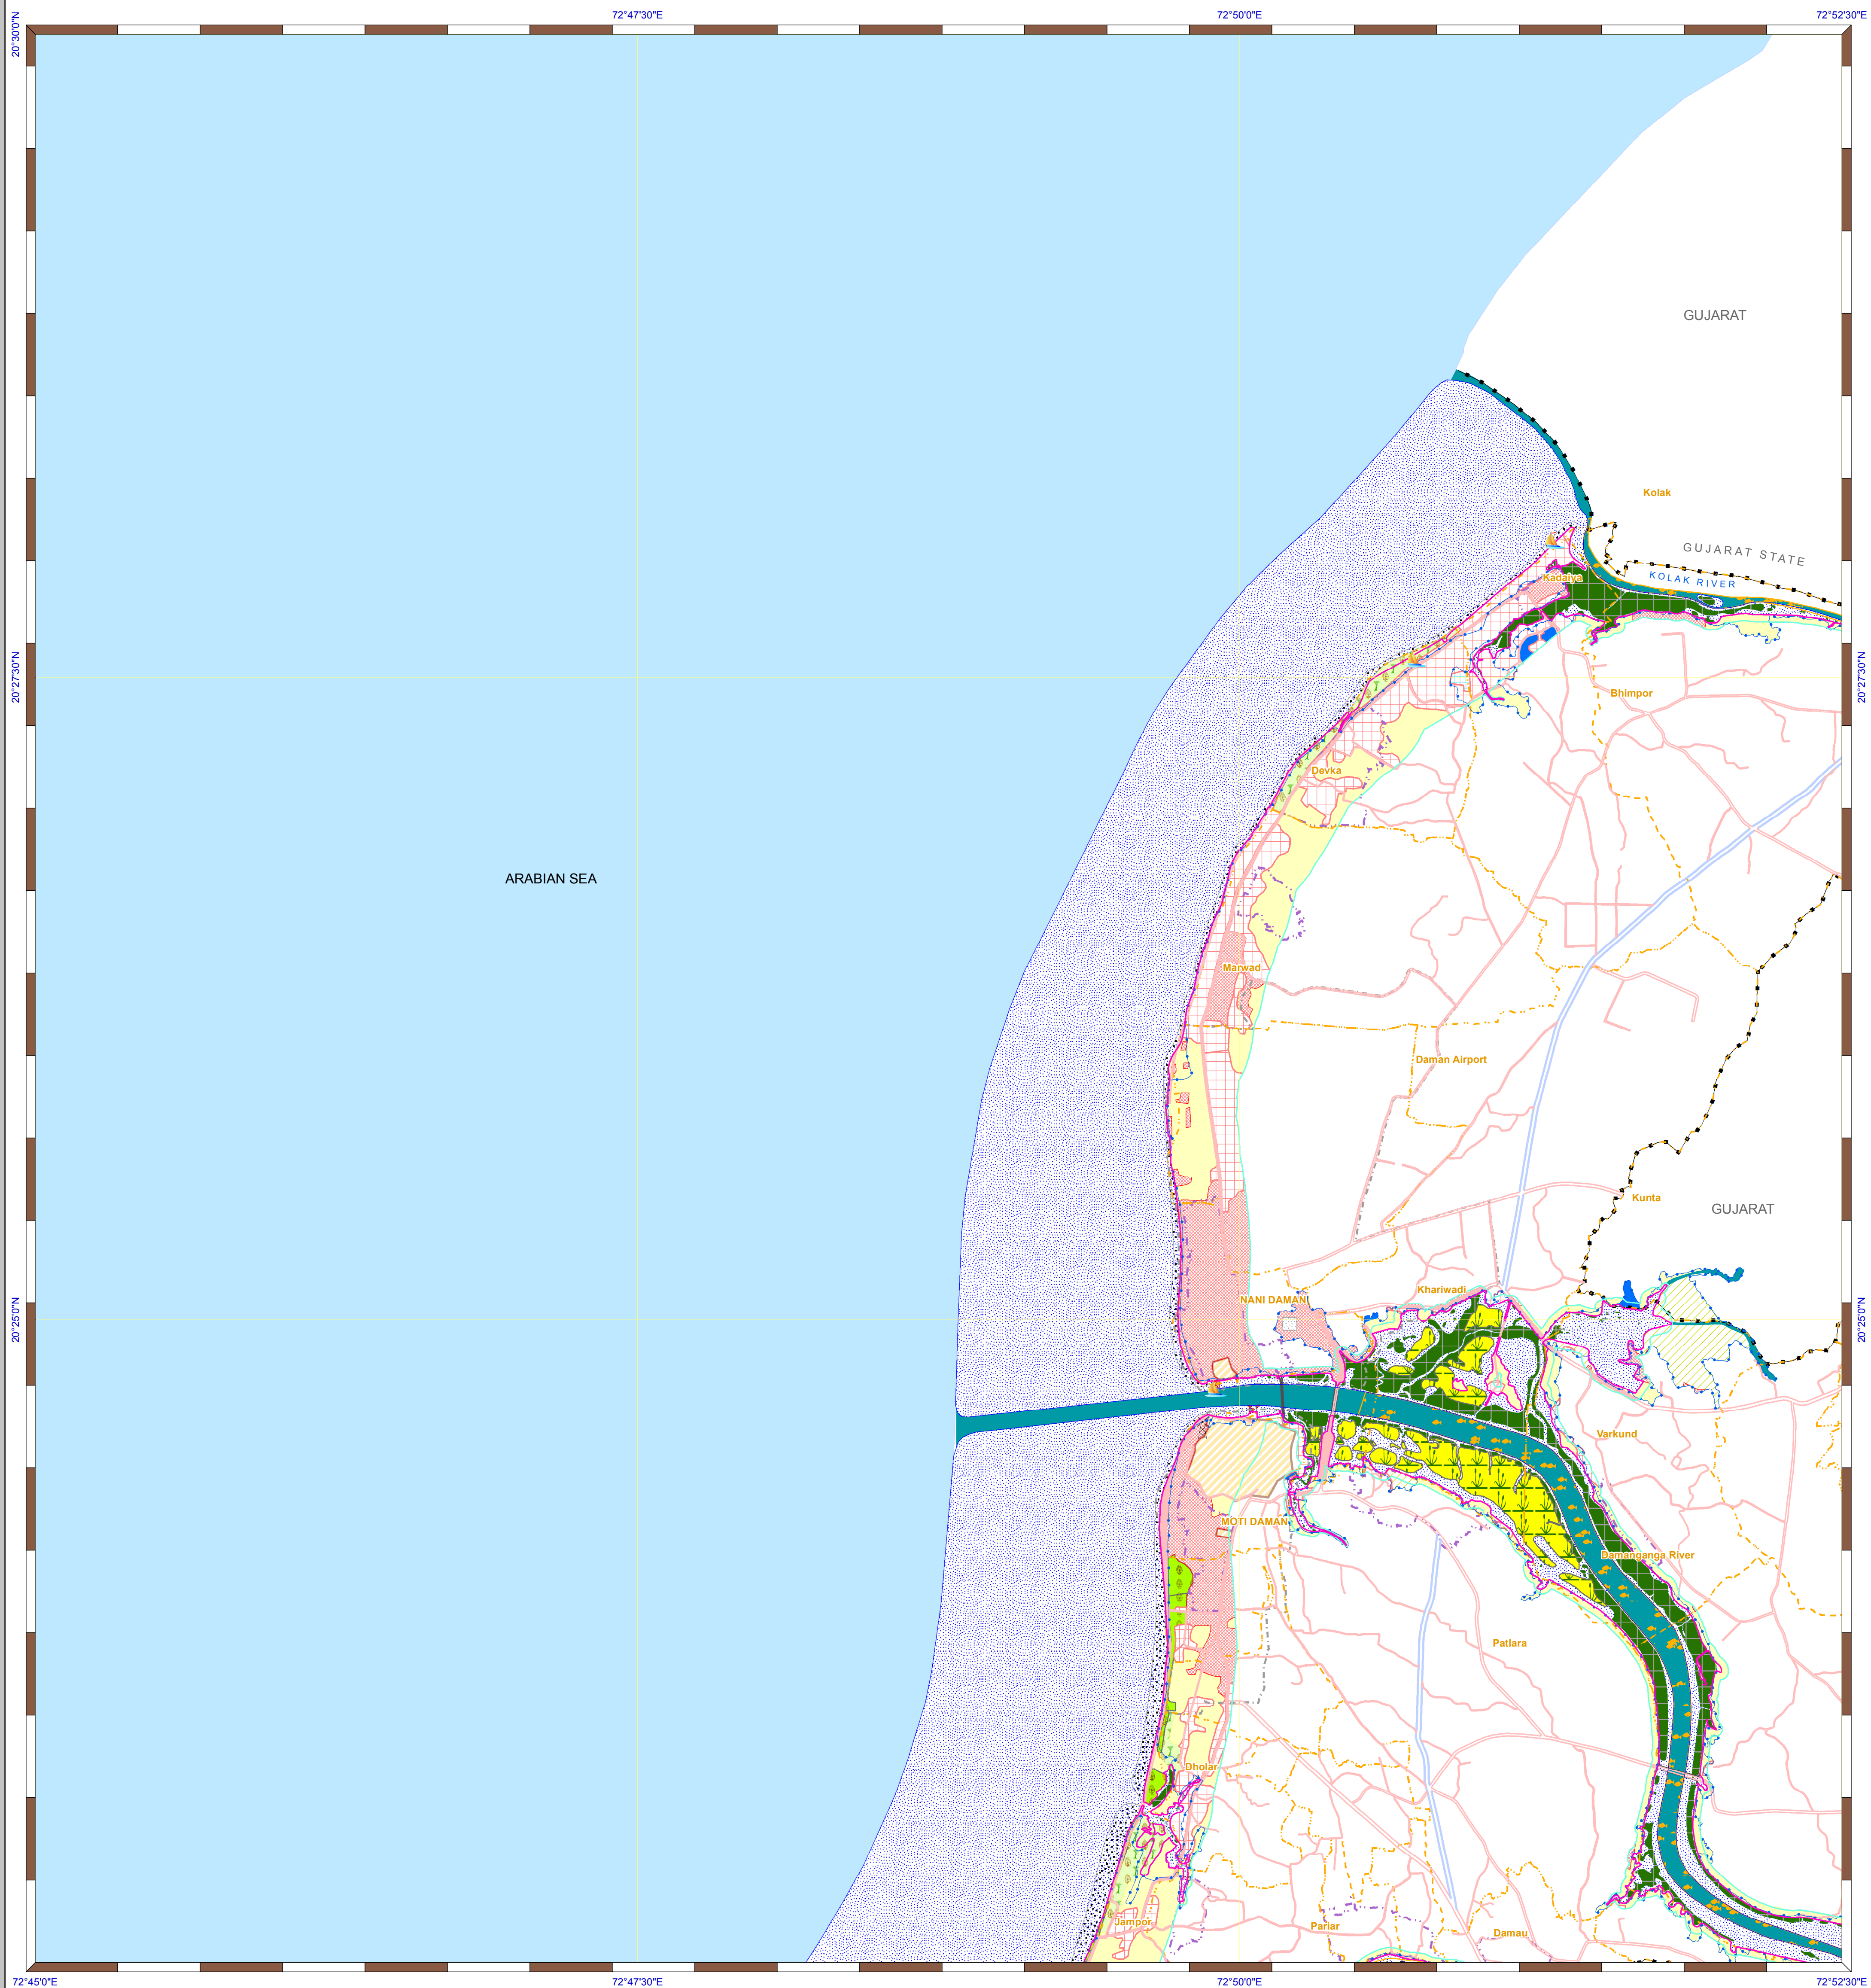 72°47'30"E
72°50'0"E
72°52'30"E
20°30'0"N
GUJARAT
Kolak
GUJARAT STATE
KOLAK RIVER
Kadaiya
20°27'30"N
20°27'30"N
Bhimpor
Devka
ARABIAN SEA
Marwad
Daman Airport
Kunta
GUJARAT
Khariwadi
NANI DAMAN
20°25'0"N
20°25'0"N
Varkund
MOTI DAMAN
Damanganga River
Patlara
Dholar
Jampor
Pariar
Damau
72°45'0"E
72°47'30"E
72°50'0"E
72°52'30"E